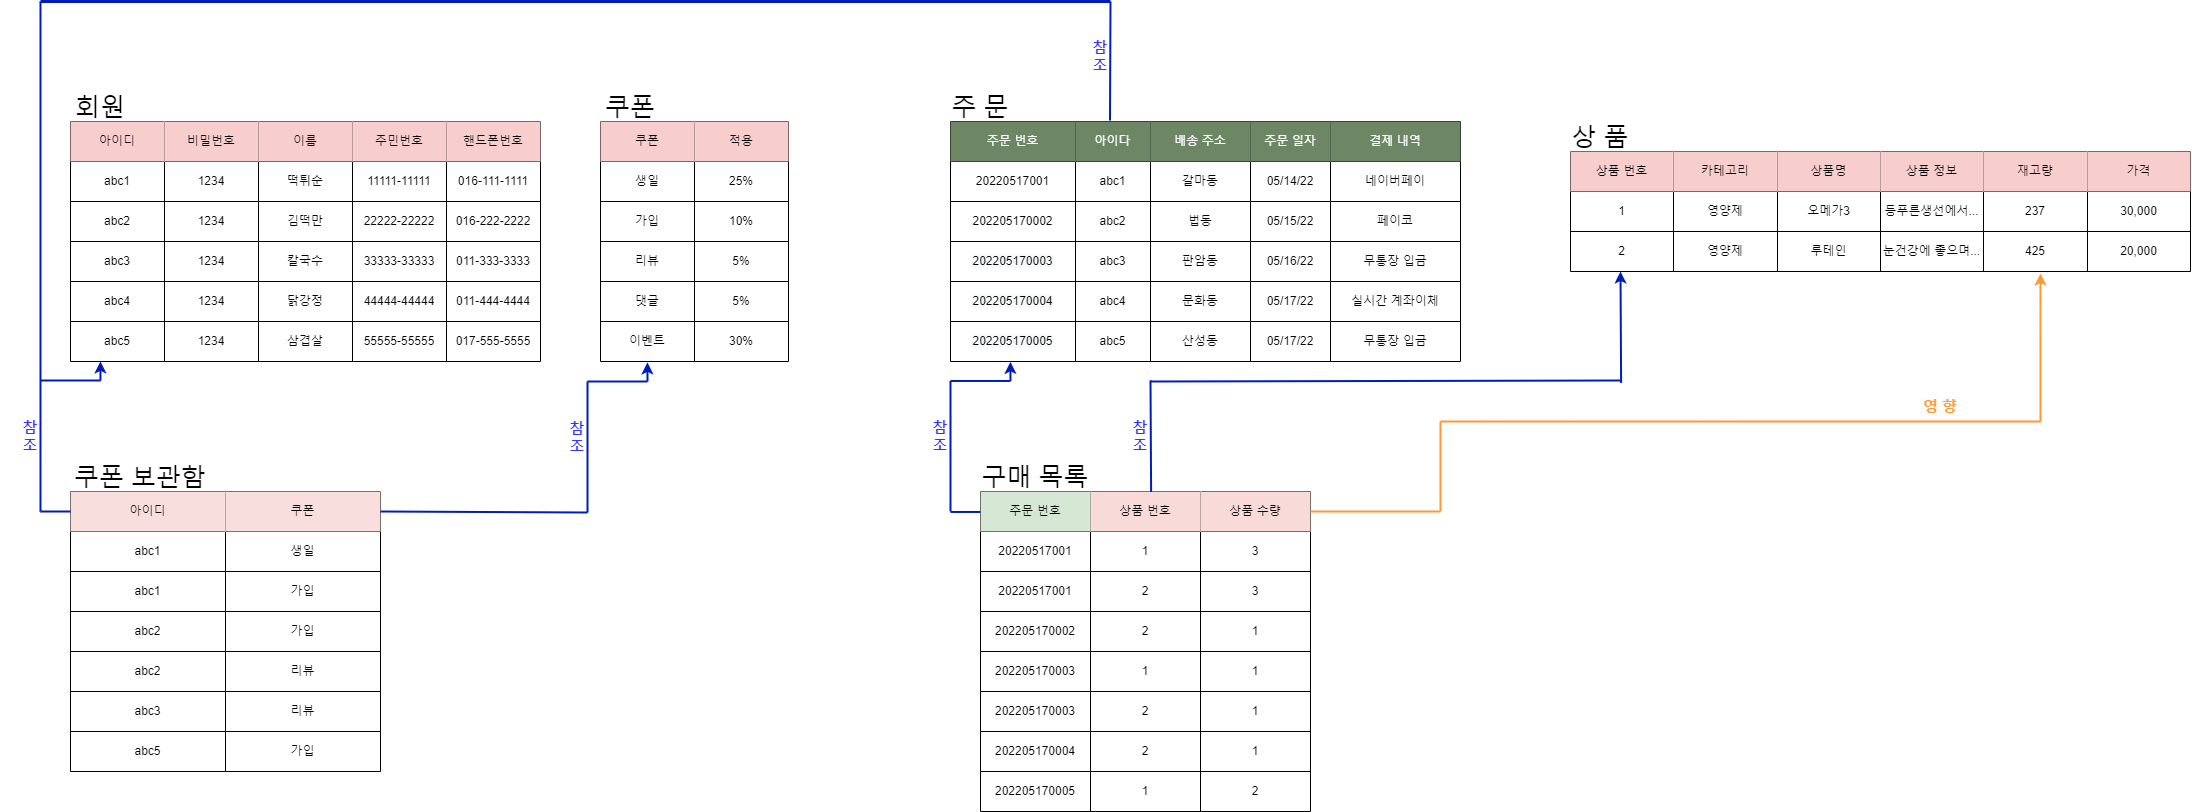 참
조
회원
아이디 비밀번호 이름 주민번호 핸드폰번호
abc1 1234 떡튀순 11111-11111 016-111-1111
abc2 1234 김떡만 22222-22222 016-222-2222
abc3 1234 칼국수 33333-33333 011-333-3333
abc4 1234 닭강정 44444-44444 011-444-4444
abc5 1234 삼겹살 55555-55555 017-555-5555
쿠폰
쿠폰 적용
생일 25%
가입 10%
리뷰 5%
댓글 5%
이벤트 30%
주 문
주문 번호 아이다 배송 주소 주문 일자 결제 내역
20220517001 abc1 갈마동 05/14/22 네이버페이
202205170002 abc2 법동 05/15/22 페이코
202205170003 abc3 판암동 05/16/22 무통장 입금
202205170004 abc4 문화동 05/17/22 실시간 계좌이체
202205170005 abc5 산성동 05/17/22 무통장 입금
상 품
상품 번호 카테고리 상품명 상품 정보 재고량 가격
1 영양제 오메가3 등푸른생선에서... 237 30,000
2 영양제 루테인 눈건강에 좋으며... 425 20,000
참
조
참
조
참
조
참
조
영 향
쿠폰 보관함
아이디 쿠폰
abc1 생일
abc1 가입
abc2 가입
abc2 리뷰
abc3 리뷰
abc5 가입
구매 목록
주문 번호 상품 번호 상품 수량
20220517001 1 3
20220517001 2 3
202205170002 2 1
202205170003 1 1
202205170003 2 1
202205170004 2 1
202205170005 1 2